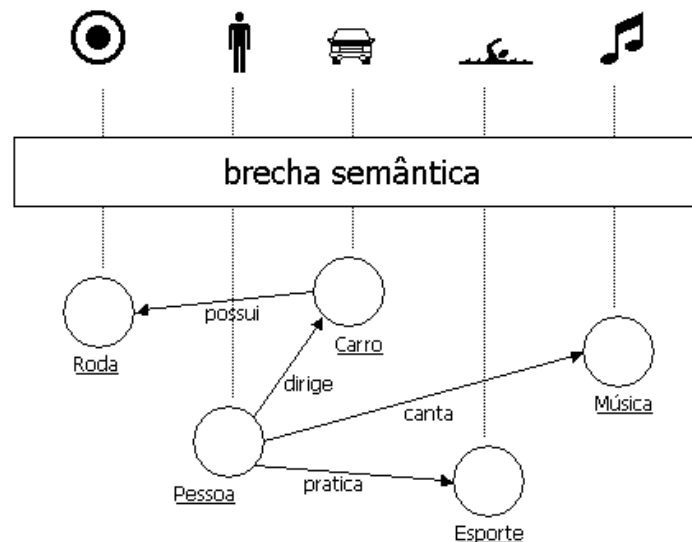 brecha semântica
possui
Carro
Roda
dirige
canta
Música
Pessoa
pratica
Esporte